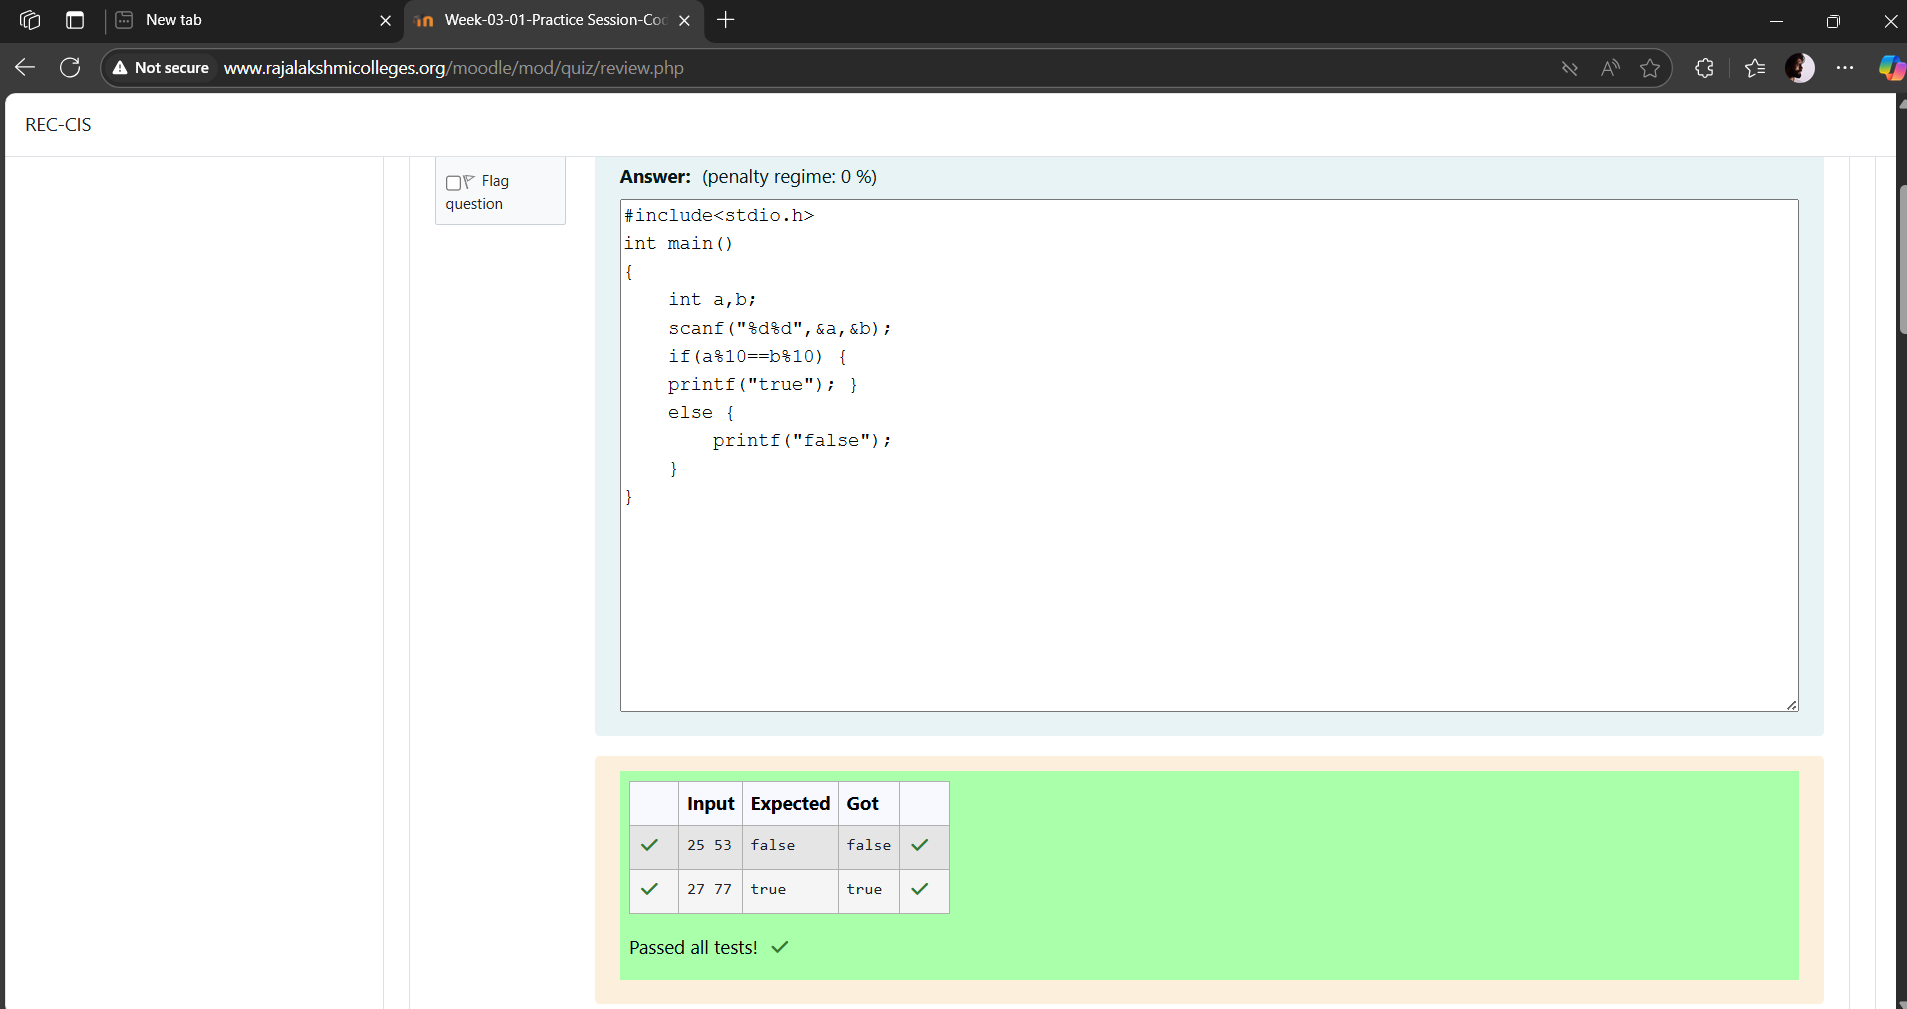 New tab
Week-03-01-Practice Session-Co
Not secure www.rajalakshmicolleges.org/moodle/mod/quiz/review.php
REC-CIS
Flag
question
Answer: (penalty regime: 0 %)
#include<stdio.h>
int main()
{
    int a,b;
    scanf("%d%d",&a,&b);
    if(a%10==b%10) {
    printf("true"); }
    else {
        printf("false");
    }
}
Input Expected Got
25 53 false false
27 77 true true
Passed all tests!